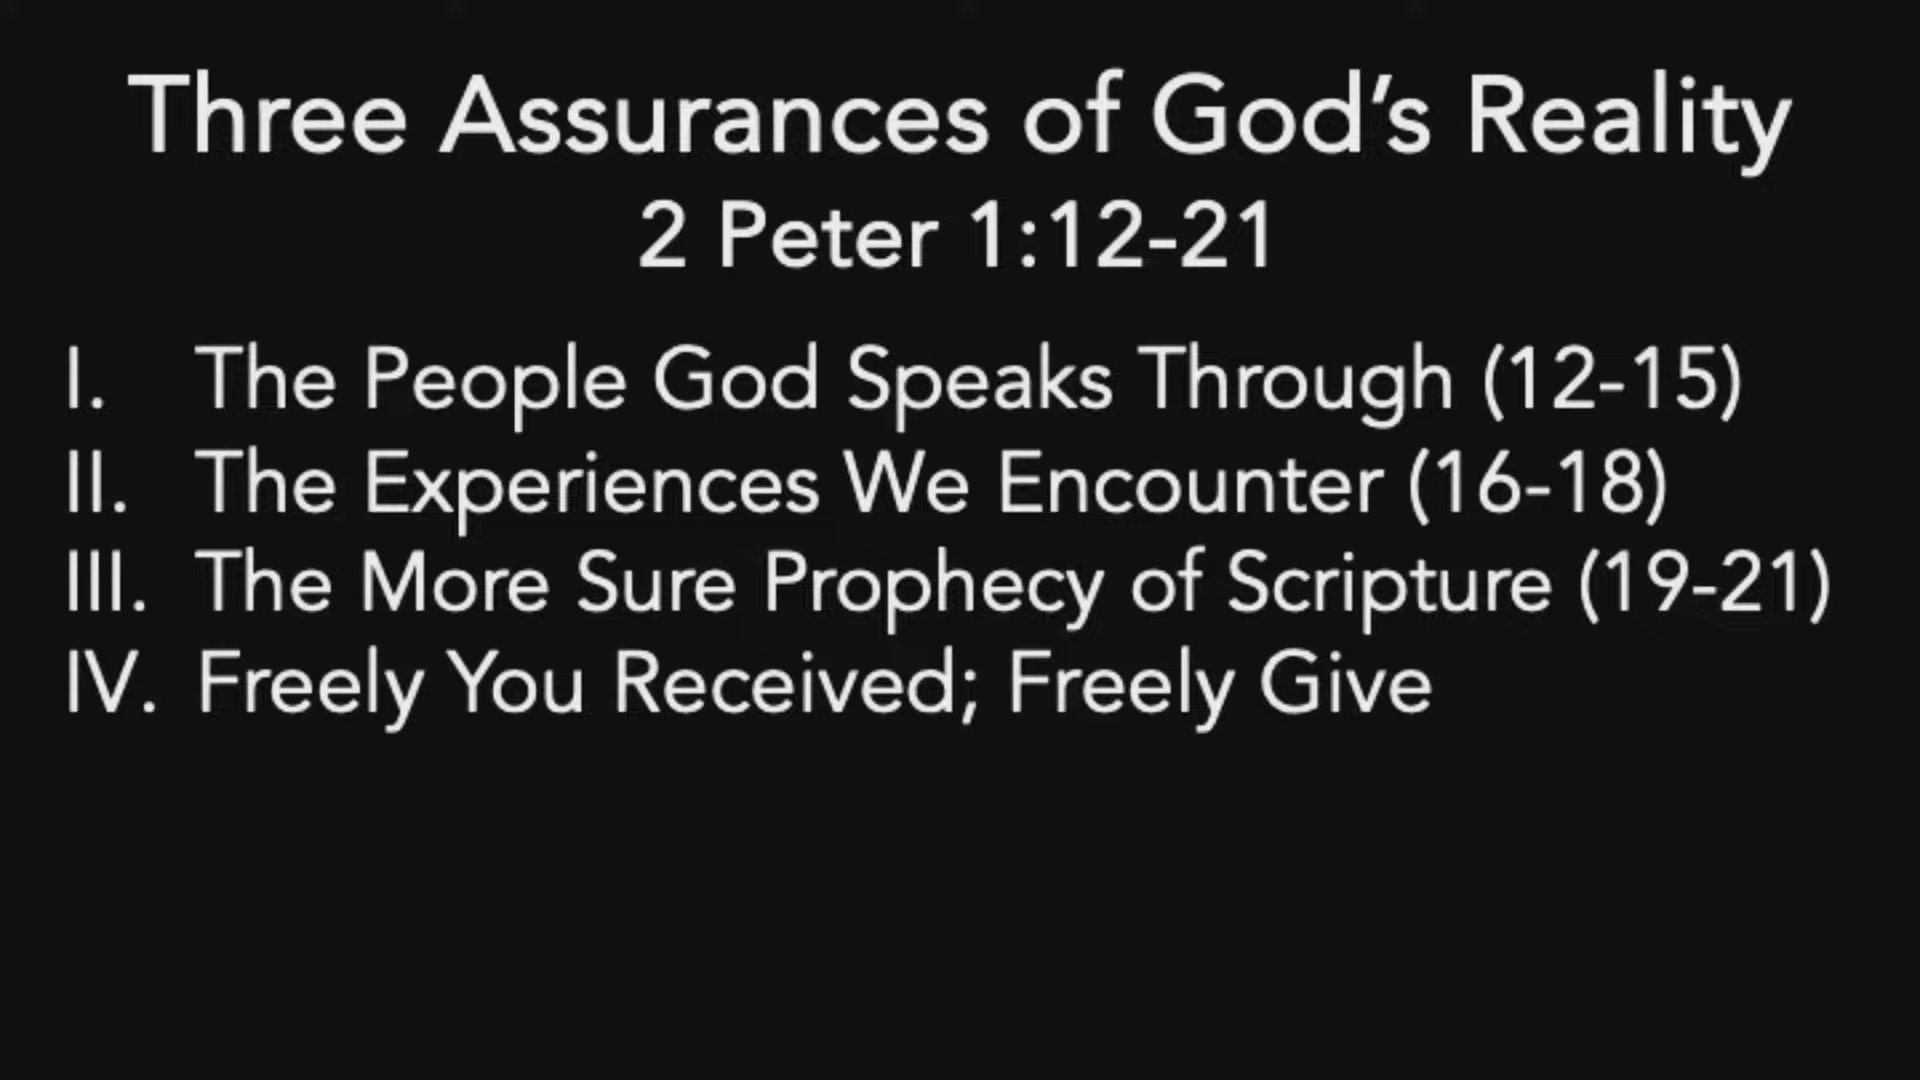 Three Assurances of God’s Reality
2 Peter 1:12-21
I. The People God Speaks Through (12-15)
II. The Experiences We Encounter (16-18)
III. The More Sure Prophecy of Scripture (19-21)
IV. Freely You Received; Freely Give